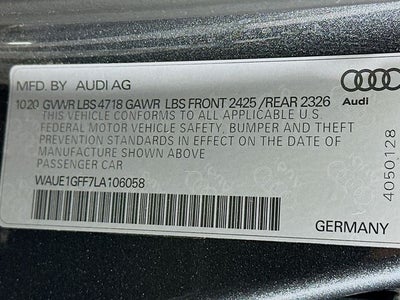 MFD. BY AUDI AG
1020 GVWR LBS 4718 GAWR LBS FRONT 2425 /REAR 2326
THIS VEHICLE CONFORMS TO ALL APPLICABLE U.S.
FEDERAL MOTOR VEHICLE SAFETY, BUMPER AND THEFT
PREVENTION STANDARDS IN EFFECT ON THE DATE OF
MANUFACTURE SHOWN ABOVE.
PASSENGER CAR
WAUE1GFF7LA106058
GERMANY
Audi
4050128